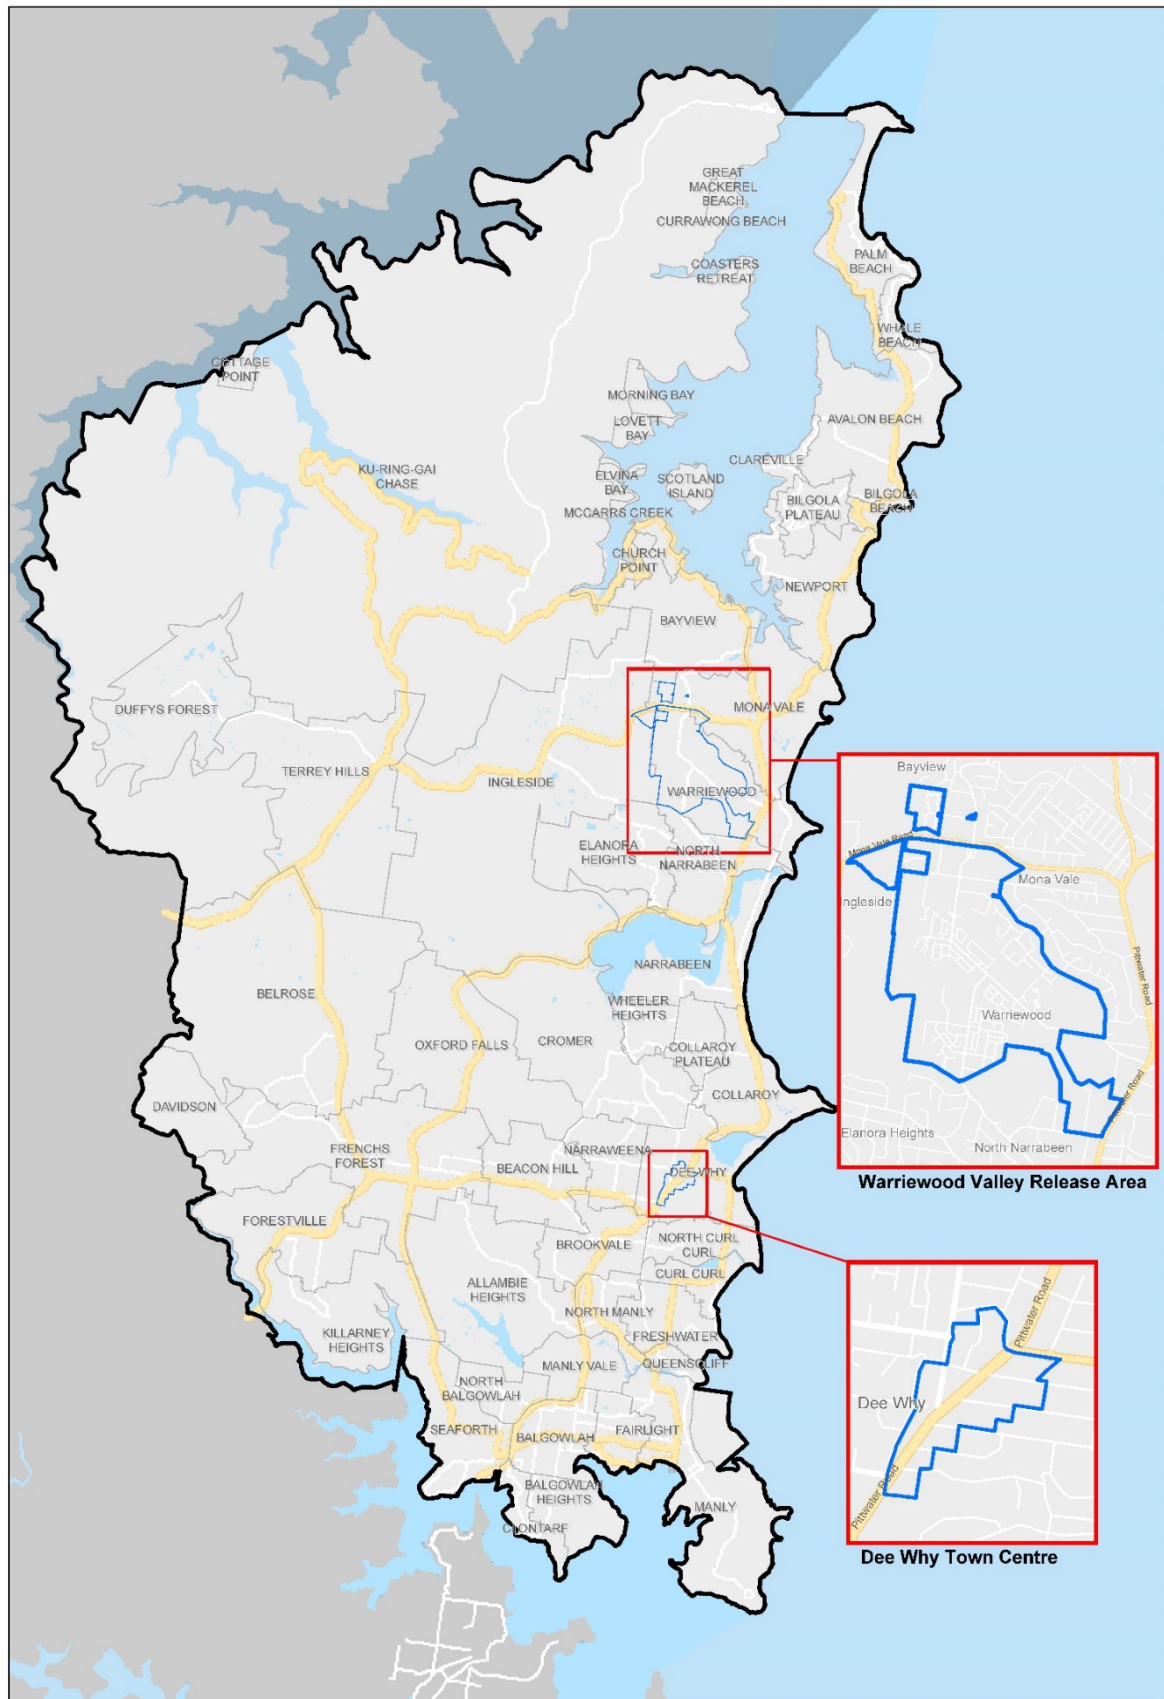 GREAT
MACKEREL
BEACH
CURRAWONG BEACH
COASTERS
RETREAT
PALM
BEACH
WHALE
BEACH
COTTAGE
POINT
MORNING BAY
LOVETT
BAY
AVALON BEACH
KU-RING-GAI
CHASE
CLAREVILLE
ELVINA
BAY
SCOTLAND
ISLAND
BILGOLA
PLATEAU
BILGOLA
BEACH
MCCARRS CREEK
CHURCH
POINT
NEWPORT
BAYVIEW
DUFFYS FOREST
MONA VALE
TERREY HILLS
INGLESIDE
WARRIEWOOD
ELANORA
HEIGHTS
NORTH
NARRABEEN
NARRABEEN
BELROSE
WHEELER
HEIGHTS
OXFORD FALLS
CROMER
COLLAROY
PLATEAU
COLLAROY
DAVIDSON
FRENCHS
FOREST
NARRAWEENA
BEACON HILL
DEE WHY
FORESTVILLE
BROOKVALE
NORTH CURL
CURL
CURL CURL
ALLAMBIE
HEIGHTS
NORTH MANLY
KILLARNEY
HEIGHTS
FRESHWATER
MANLY VALE
QUEENSCLIFF
NORTH
BALGOWLAH
SEAFORTH
BALGOWLAH
FAIRLIGHT
BALGOWLAH
HEIGHTS
MANLY
CLONTARF
Bayview
Mona Vale Road
Mona Vale
Ingleside
Pittwater Road
Warriewood
Pittwater Road
Elanora Heights
North Narrabeen
Warriewood Valley Release Area
Pittwater Road
Dee Why
Pittwater Road
Dee Why Town Centre